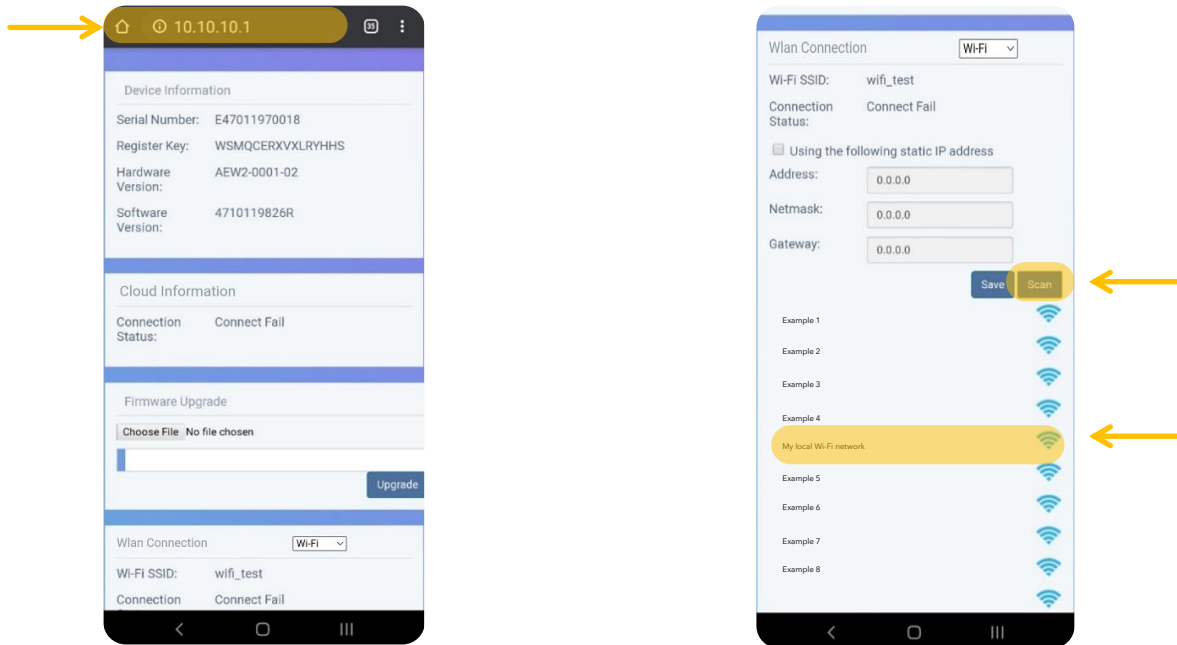 10.10.10.1
35
Device Information
Serial Number: E47011970018
Register Key: WSMQCERXVXLRYHHS
Hardware AEW2-0001-02
Version:
Software 4710119826R
Version:
Cloud Information
Connection Connect Fail
Status:
Firmware Upgrade
Choose File No file chosen
Upgrade
Wlan Connection Wi-Fi
Wi-Fi SSID: wifi_test
Connection Connect Fail
Wlan Connection Wi-Fi
Wi-Fi SSID: wifi_test
Connection Connect Fail
Status:
Using the following static IP address
Address: 0.0.0.0
Netmask: 0.0.0.0
Gateway: 0.0.0.0
Save Scan
Example 1
Example 2
Example 3
Example 4
My local Wi-Fi network
Example 5
Example 6
Example 7
Example 8